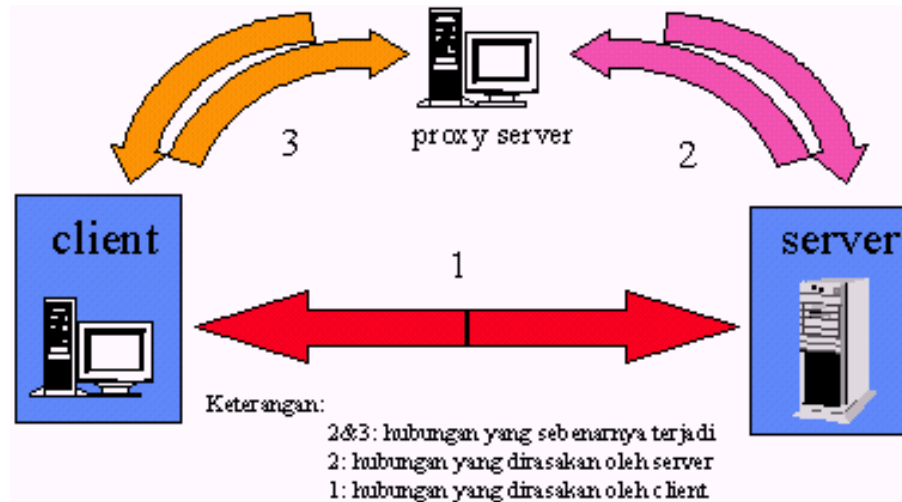 proxy server
3
2
client
server
1
Keterangan:
2&3: hubungan yang sebenarnya terjadi
2: hubungan yang dirasakan oleh server
1: hubungan yang dirasakan oleh client